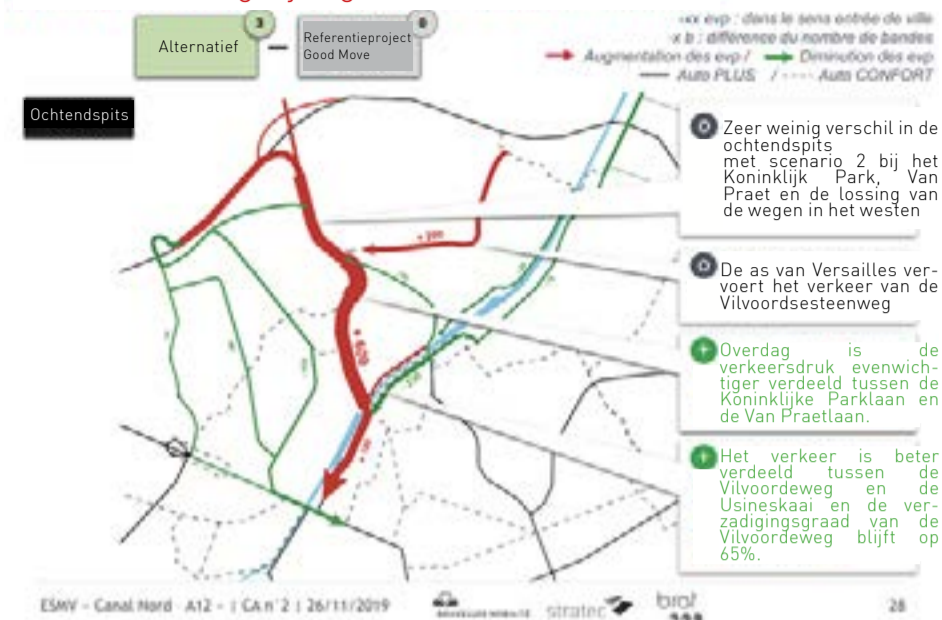 3
0
Alternatief
Referentieproject
Good Move
-xx evp : dans le sens entrée de ville
-x b : différence du nombre de bandes
Augmentation des evp / Diminution des evp
Auto PLUS / Auto CONFORT
Ochtendspits
Zeer weinig verschil in de
ochtendspits
met scenario 2 bij het
Koninklijk Park, Van
Praet en de lossing van
de wegen in het westen
De as van Versailles ver-
voert het verkeer van de
Vilvoordsesteenweg
Overdag is de
verkeersdruk evenwich-
tiger verdeeld tussen de
Koninklijke Parklaan en
de Van Praetlaan.
Het verkeer is beter
verdeeld tussen de
Vilvoordeweg en de
Usineskaai en de ver-
zadigingsgraad van de
Vilvoordeweg blijft op
65%.
ESMV - Canal Nord A12 - | CA n°2 | 26/11/2019
BRUXELLES MOBILITÉ
stratec
brat
28